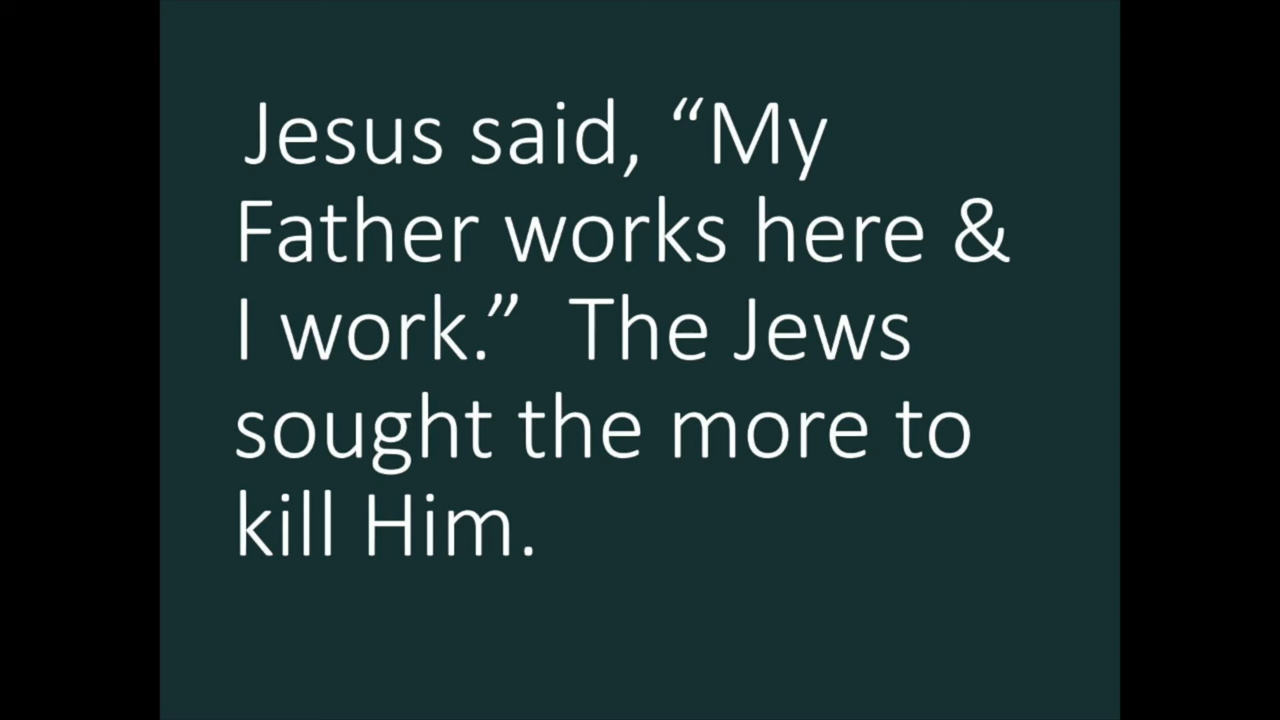 Jesus said, “My
Father works here &
I work.”  The Jews
sought the more to
kill Him.